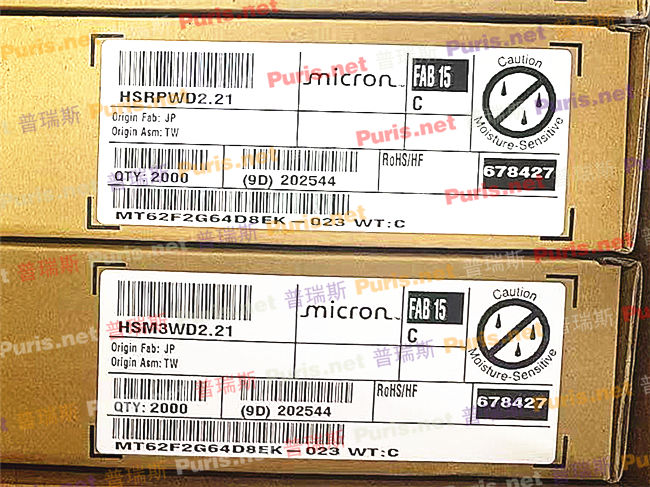 HSRPWD2.21
micron
FAB 15
C
Caution
Moisture-Sensitive
Origin Fab: JP
Origin Asm: TW
QTY: 2000
(9D) 202544
RoHS/HF
678427
MT62F2G64D8EK-023 WT:C
HSM3WD2.21
micron
FAB 15
C
Caution
Moisture-Sensitive
Origin Fab: JP
Origin Asm: TW
QTY: 2000
(9D) 202544
RoHS/HF
678427
MT62F2G64D8EK-023 WT:C
普瑞斯 Puris.net